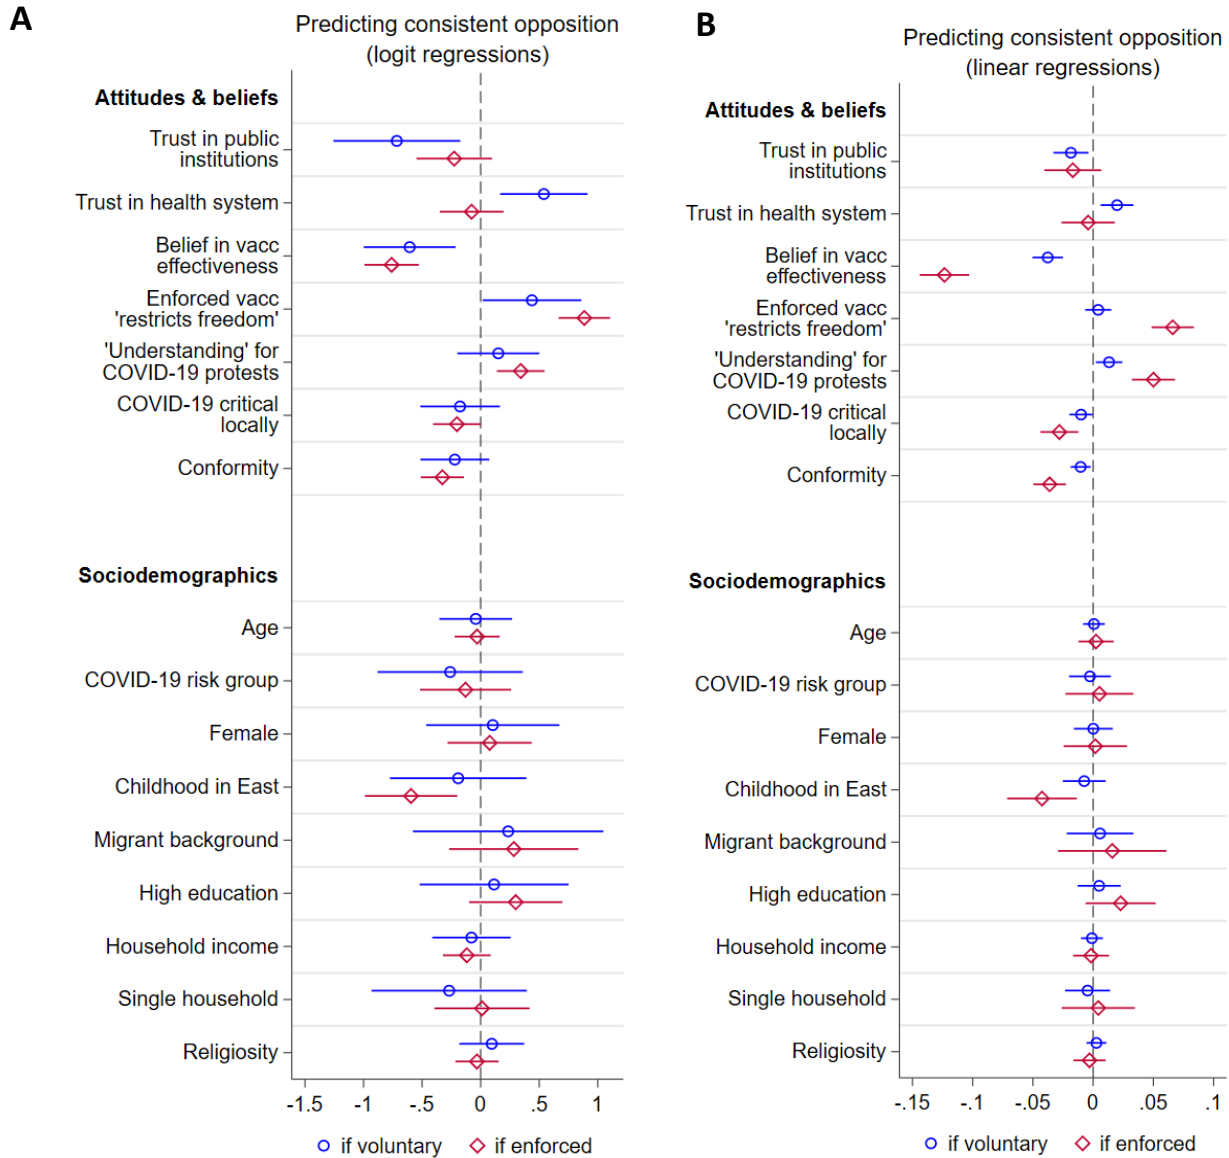 A
Predicting consistent opposition
(logit regressions)
Attitudes & beliefs
Trust in public
institutions
Trust in health system
Belief in vacc
effectiveness
Enforced vacc
'restricts freedom'
'Understanding' for
COVID-19 protests
COVID-19 critical
locally
Conformity
Sociodemographics
Age
COVID-19 risk group
Female
Childhood in East
Migrant background
High education
Household income
Single household
Religiosity
-1.5 -1 -.5 0 .5 1
if voluntary if enforced
B
Predicting consistent opposition
(linear regressions)
Attitudes & beliefs
Trust in public
institutions
Trust in health system
Belief in vacc
effectiveness
Enforced vacc
'restricts freedom'
'Understanding' for
COVID-19 protests
COVID-19 critical
locally
Conformity
Sociodemographics
Age
COVID-19 risk group
Female
Childhood in East
Migrant background
High education
Household income
Single household
Religiosity
-.15 -.1 -.05 0 .05 .1
if voluntary if enforced